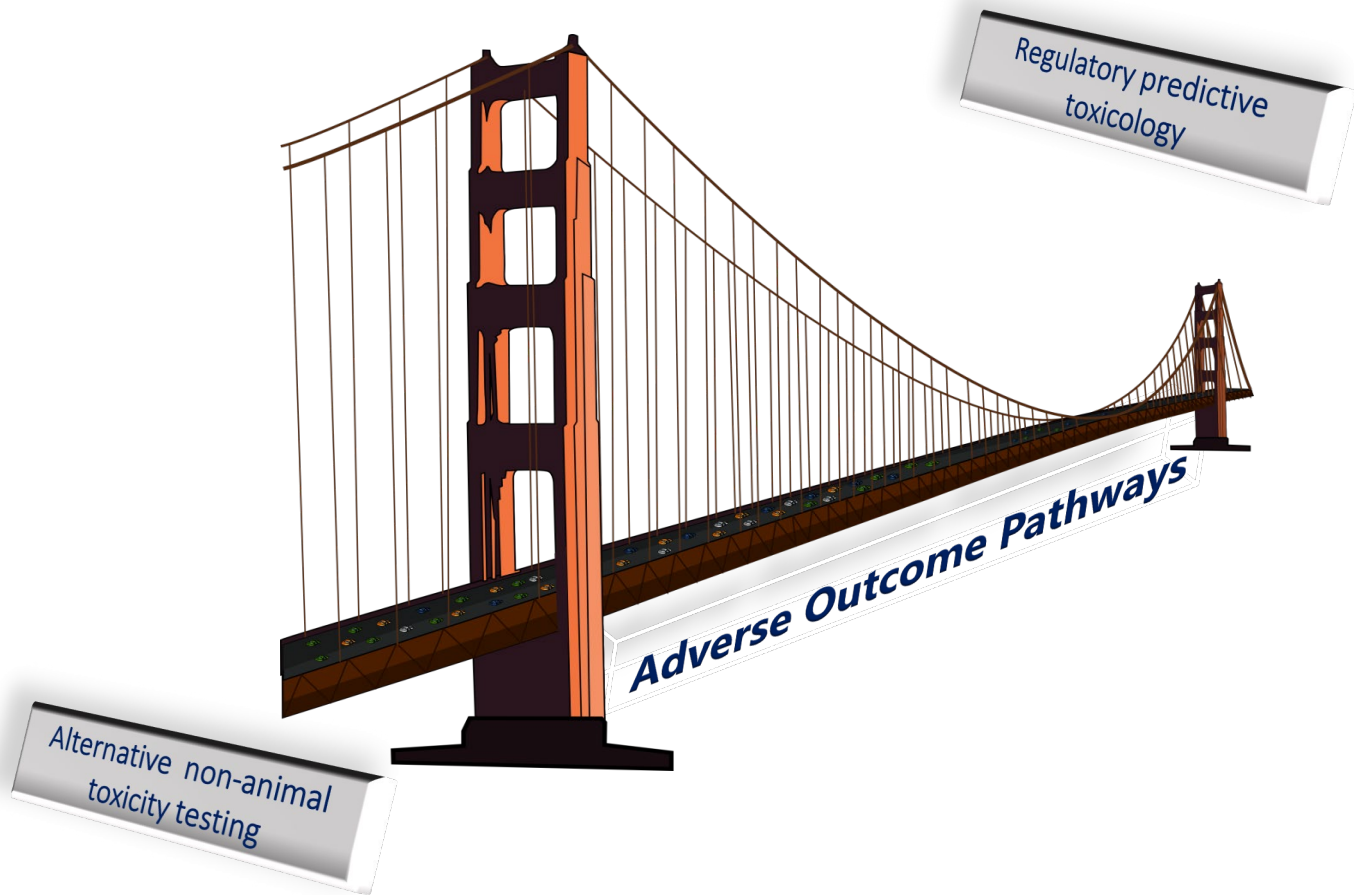 Regulatory predictive
toxicology
Adverse Outcome Pathways
Alternative non-animal
toxicity testing